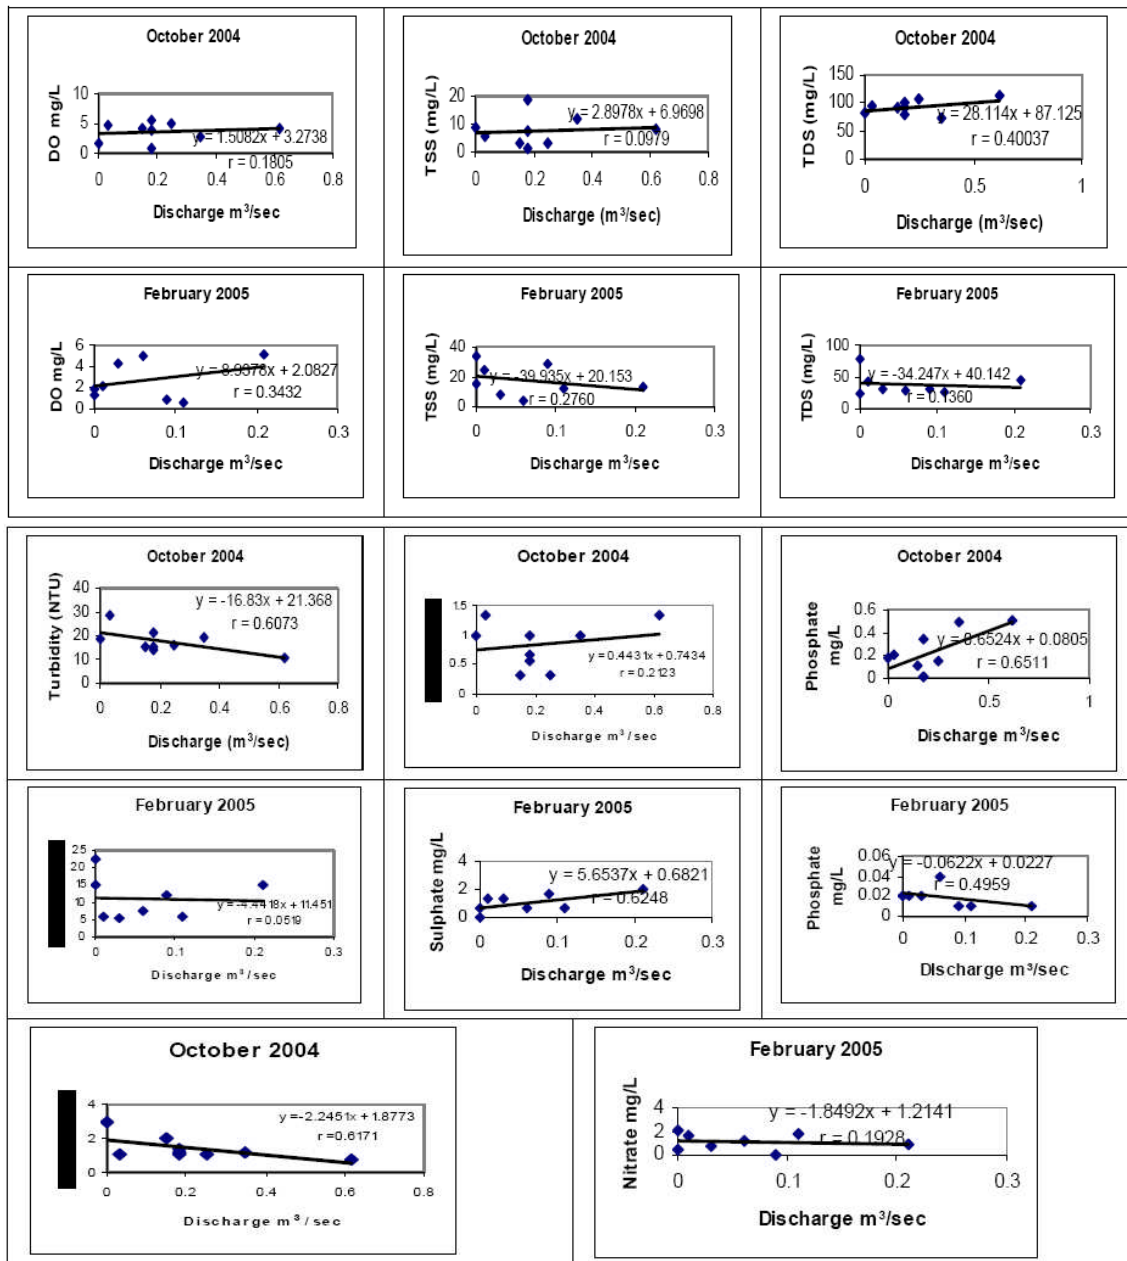 October 2004
DO mg/L
10
5
0
y = 1.5082x + 3.2738
r = 0.1805
0 0.2 0.4 0.6 0.8
Discharge m³/sec
October 2004
TSS (mg/L)
20
10
0
y = 2.8978x + 6.9698
r = 0.0979
0 0.2 0.4 0.6 0.8
Discharge (m³/sec)
October 2004
TDS (mg/L)
150
100
50
0
y = 28.114x + 87.125
r = 0.40037
0 0.5 1
Discharge (m³/sec)
February 2005
DO mg/L
6
4
2
0
y = 8.9378x + 2.0827
r = 0.3432
0 0.1 0.2 0.3
Discharge m³/sec
February 2005
TSS (mg/L)
40
20
0
y = -39.935x + 20.153
r = 0.2760
0 0.1 0.2 0.3
Discharge m³/sec
February 2005
TDS (mg/L)
100
50
0
y = -34.247x + 40.142
r = 0.1360
0 0.1 0.2 0.3
Discharge m³/sec
October 2004
Turbidity (NTU)
40
30
20
10
0
y = -16.83x + 21.368
r = 0.6073
0 0.2 0.4 0.6 0.8
Discharge (m³/sec)
October 2004
1.5
1
0.5
0
y = 0.4431x + 0.7434
r = 0.2123
0 0.2 0.4 0.6 0.8
Discharge m³/sec
October 2004
Phosphate
mg/L
0.6
0.4
0.2
0
y = 0.6524x + 0.0805
r = 0.6511
0 0.5 1
Discharge m³/sec
February 2005
25
20
15
10
5
0
y = -4.4418x + 11.451
r = 0.0519
0 0.1 0.2 0.3
Discharge m³/sec
February 2005
Sulphate mg/L
4
2
0
y = 5.6537x + 0.6821
r = 0.6248
0 0.1 0.2 0.3
Discharge m³/sec
February 2005
Phosphate
mg/L
0.06
0.04
0.02
0
y = -0.0622x + 0.0227
r = 0.4959
0 0.1 0.2 0.3
Discharge m³/sec
October 2004
4
2
0
y =-2.2451x + 1.8773
r =0.6171
0 0.2 0.4 0.6 0.8
Discharge m³/sec
February 2005
Nitrate mg/L
4
2
0
y = -1.8492x + 1.2141
r = 0.1928
0 0.1 0.2 0.3
Discharge m³/sec